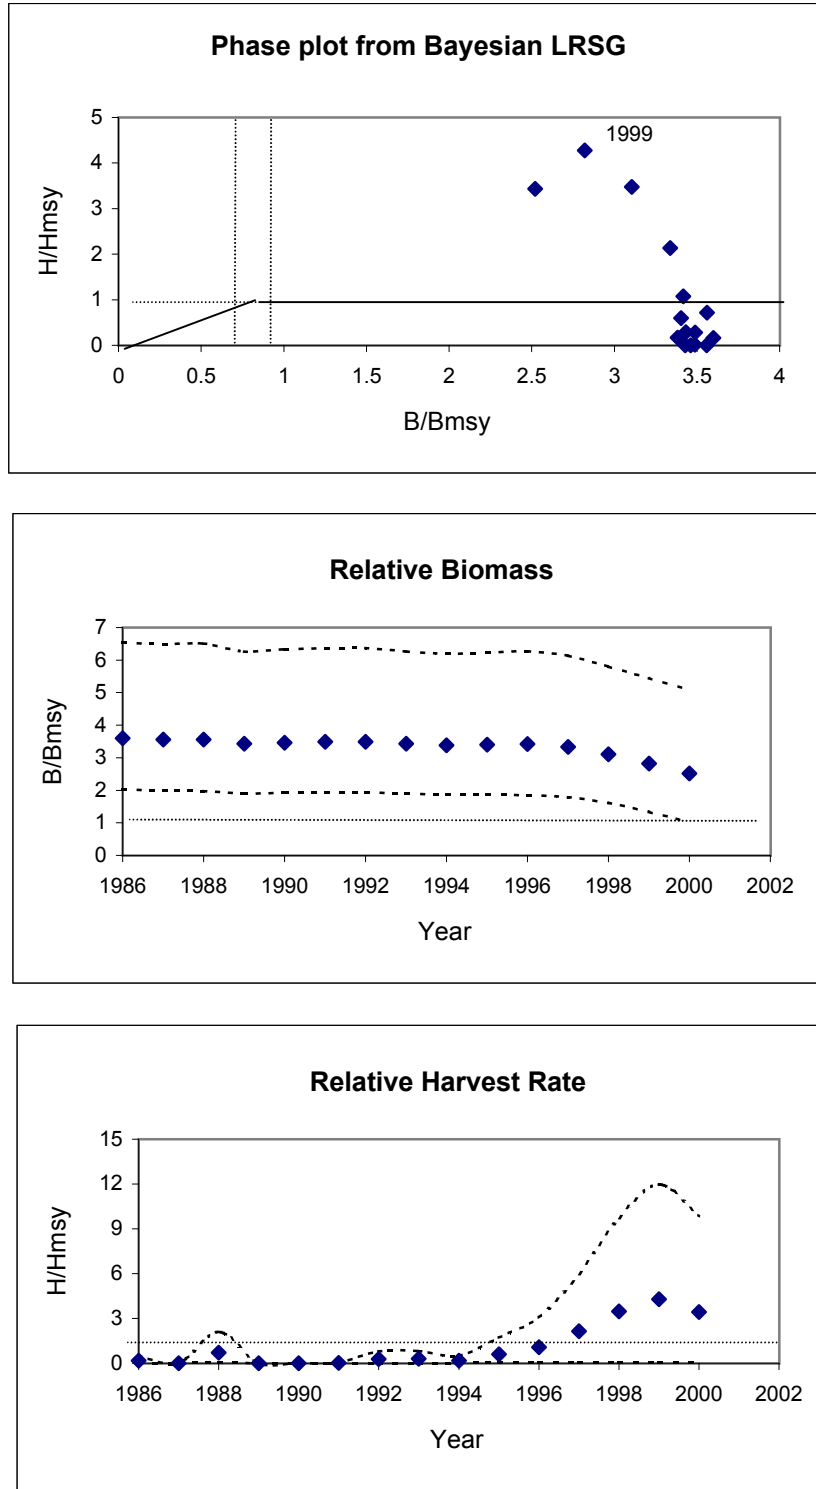 Phase plot from Bayesian LRSG
5
4
3
2
1
0
H/Hmsy
1999
0 0.5 1 1.5 2 2.5 3 3.5 4
B/Bmsy
Relative Biomass
7
6
5
4
3
2
1
0
B/Bmsy
1986 1988 1990 1992 1994 1996 1998 2000 2002
Year
Relative Harvest Rate
15
12
9
6
3
0
H/Hmsy
1986 1988 1990 1992 1994 1996 1998 2000 2002
Year